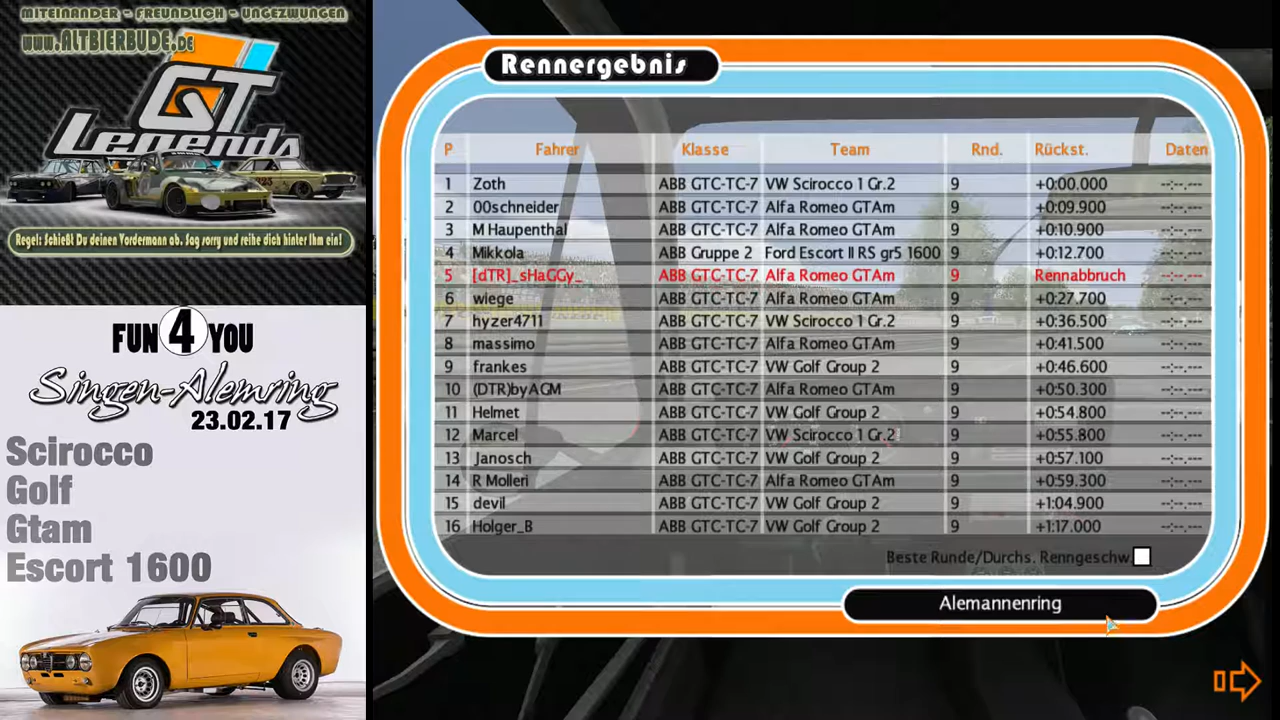 MITEINANDER - FREUNDLICH - UNGEZWUNGEN
www.ALTBIERBUDE.de
GT
Legends
Regel: Schießt Du deinen Vordermann ab, Sag sorry und reihe dich hinter Ihm ein!
FUN 4 YOU
Singen-Alemring
23.02.17
Scirocco
Golf
Gtam
Escort 1600
Rennergebnis
P Fahrer Klasse Team Rnd. Rückst. Daten
1 Zoth ABB GTC-TC-7 VW Scirocco 1 Gr.2 9 +0:00.000 --:--.---
2 00schneider ABB GTC-TC-7 Alfa Romeo GTAm 9 +0:09.900 --:--.---
3 M Haupenthal ABB GTC-TC-7 Alfa Romeo GTAm 9 +0:10.900 --:--.---
4 Mikkola ABB Gruppe 2 Ford Escort II RS gr5 1600 9 +0:12.700 --:--.---
5 [dTR]_sHaGGy_ ABB GTC-TC-7 Alfa Romeo GTAm 9 Rennabbruch --:--.---
6 wiege ABB GTC-TC-7 Alfa Romeo GTAm 9 +0:27.700 --:--.---
7 hyzer4711 ABB GTC-TC-7 VW Scirocco 1 Gr.2 9 +0:36.500 --:--.---
8 massimo ABB GTC-TC-7 Alfa Romeo GTAm 9 +0:41.500 --:--.---
9 frankes ABB GTC-TC-7 VW Golf Group 2 9 +0:46.600 --:--.---
10 (DTR)byACM ABB GTC-TC-7 Alfa Romeo GTAm 9 +0:50.300 --:--.---
11 Helmet ABB GTC-TC-7 VW Golf Group 2 9 +0:54.800 --:--.---
12 Marcel ABB GTC-TC-7 VW Scirocco 1 Gr.2 9 +0:55.800 --:--.---
13 Janosch ABB GTC-TC-7 VW Golf Group 2 9 +0:57.100 --:--.---
14 R Molleri ABB GTC-TC-7 Alfa Romeo GTAm 9 +0:59.300 --:--.---
15 devil ABB GTC-TC-7 VW Golf Group 2 9 +1:04.900 --:--.---
16 Holger_B ABB GTC-TC-7 VW Golf Group 2 9 +1:17.000 --:--.---
Beste Runde/Durchs. Renngeschw.
Alemannenring